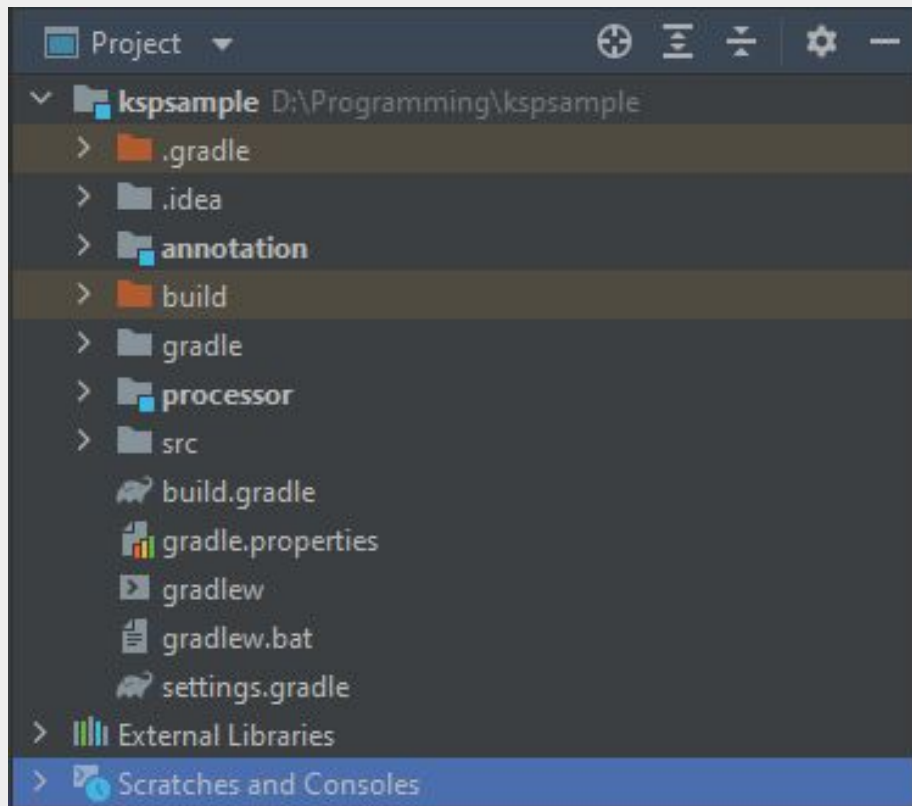 Project
kspsample D:\Programming\kspsample
.gradle
.idea
annotation
build
gradle
processor
src
build.gradle
gradle.properties
gradlew
gradlew.bat
settings.gradle
External Libraries
Scratches and Consoles